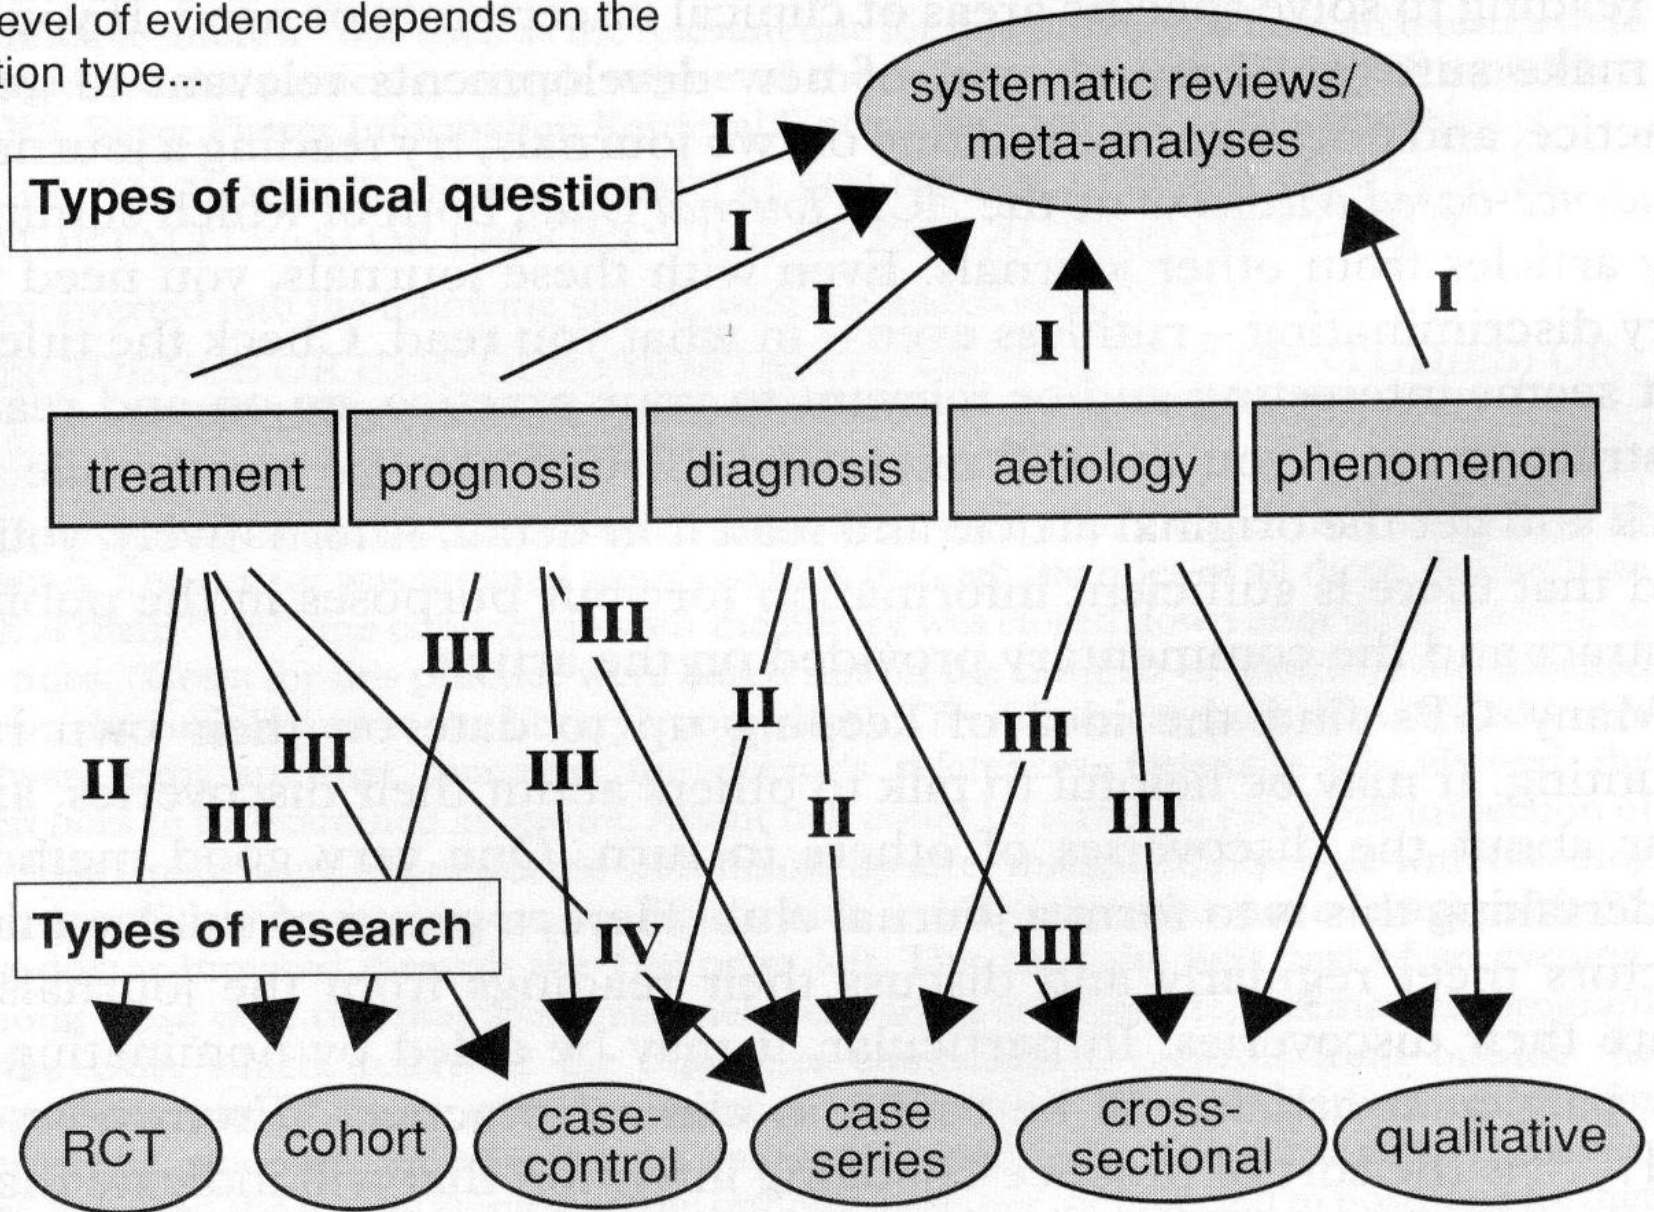 evel of evidence depends on the
tion type...
systematic reviews/
meta-analyses
I
Types of clinical question
I
I
I
I
treatment
prognosis
diagnosis
aetiology
phenomenon
III
III
II
III
II
III
III
III
II
III
Types of research
IV
III
RCT
cohort
case-
control
case
series
cross-
sectional
qualitative